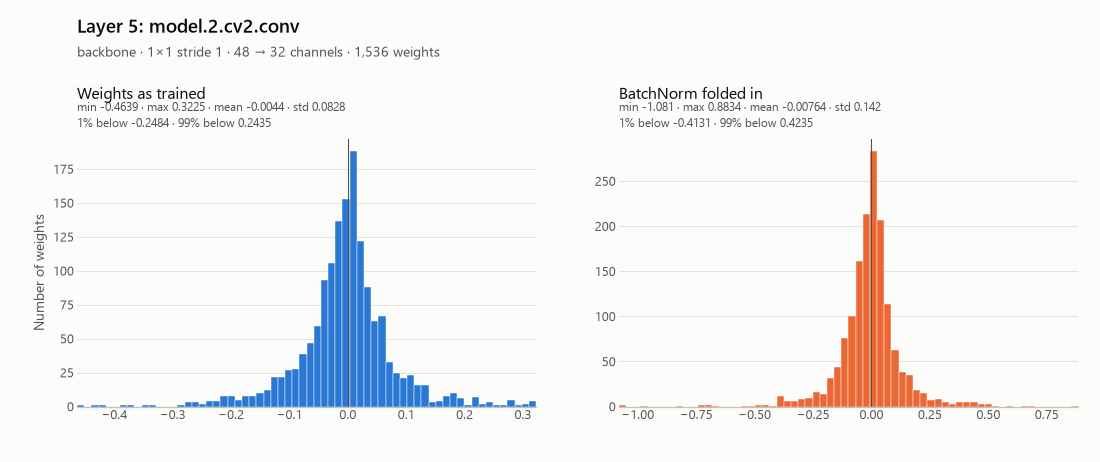 Layer 5: model.2.cv2.conv
backbone · 1×1 stride 1 · 48 → 32 channels · 1,536 weights
Weights as trained
min -0.4639 · max 0.3225 · mean -0.0044 · std 0.0828
1% below -0.2484 · 99% below 0.2435
Number of weights
175
150
125
100
75
50
25
0
−0.4 −0.3 −0.2 −0.1 0.0 0.1 0.2 0.3
BatchNorm folded in
min -1.081 · max 0.8834 · mean -0.00764 · std 0.142
1% below -0.4131 · 99% below 0.4235
250
200
150
100
50
0
−1.00 −0.75 −0.50 −0.25 0.00 0.25 0.50 0.75